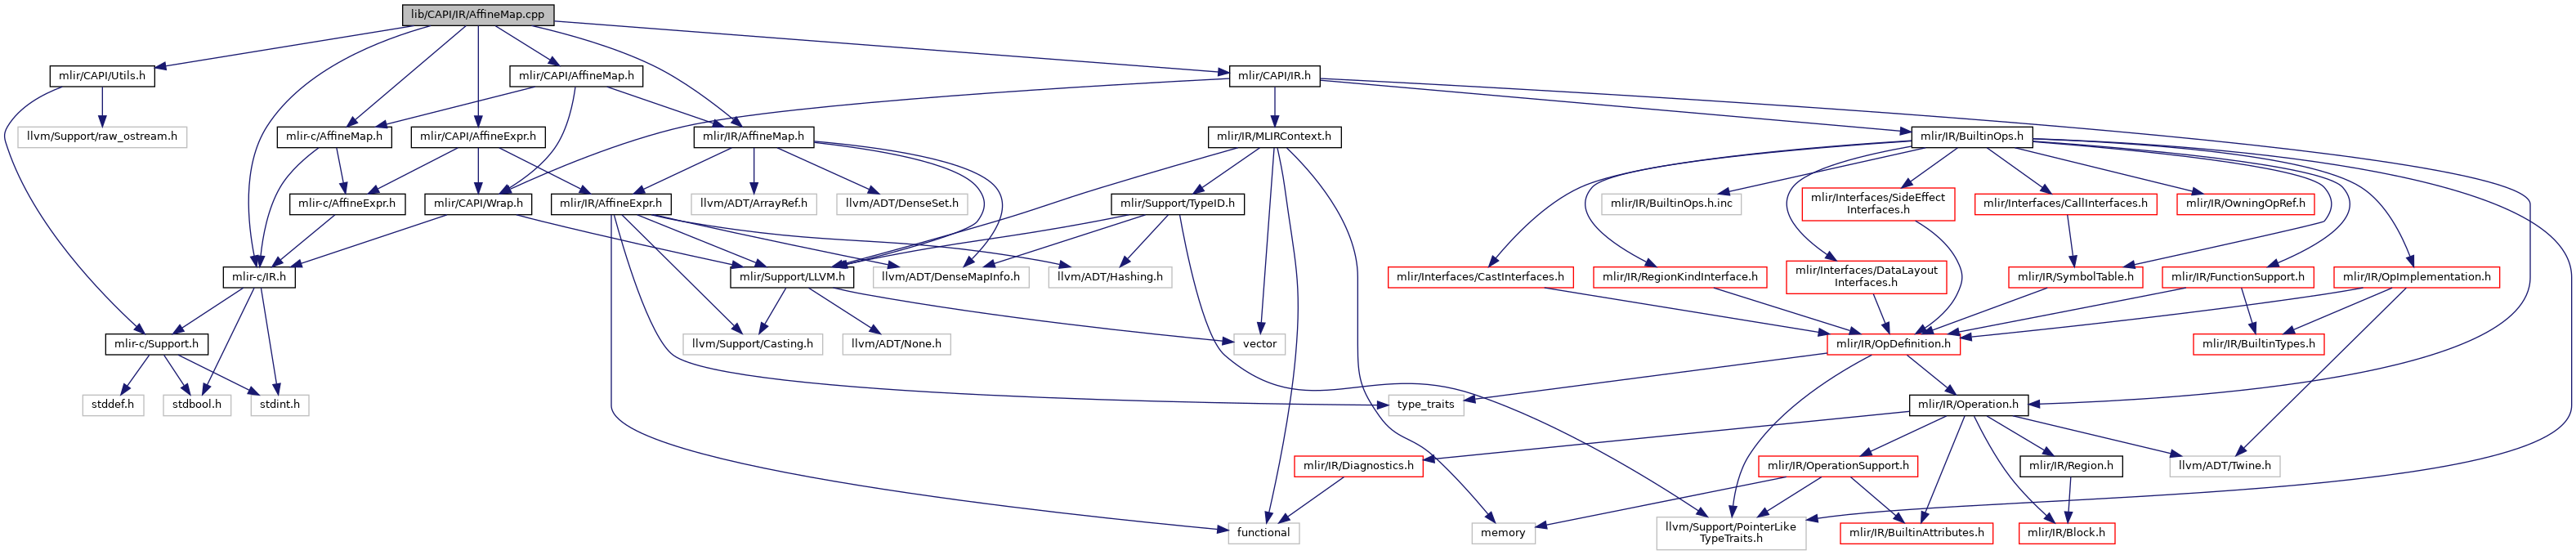 lib/CAPI/IR/AffineMap.cpp
mlir/CAPI/Utils.h
mlir/CAPI/AffineMap.h
mlir/CAPI/IR.h
llvm/Support/raw_ostream.h
mlir-c/AffineMap.h
mlir/CAPI/AffineExpr.h
mlir/IR/AffineMap.h
mlir/IR/MLIRContext.h
mlir/IR/BuiltinOps.h
mlir-c/AffineExpr.h
mlir/CAPI/Wrap.h
mlir/IR/AffineExpr.h
llvm/ADT/ArrayRef.h
llvm/ADT/DenseSet.h
mlir/Support/TypeID.h
mlir/IR/BuiltinOps.h.inc
mlir/Interfaces/SideEffect
Interfaces.h
mlir/Interfaces/CallInterfaces.h
mlir/IR/OwningOpRef.h
mlir-c/IR.h
mlir/Support/LLVM.h
llvm/ADT/DenseMapInfo.h
llvm/ADT/Hashing.h
mlir/Interfaces/CastInterfaces.h
mlir/IR/RegionKindInterface.h
mlir/Interfaces/DataLayout
Interfaces.h
mlir/IR/SymbolTable.h
mlir/IR/FunctionSupport.h
mlir/IR/OpImplementation.h
mlir-c/Support.h
llvm/Support/Casting.h
llvm/ADT/None.h
vector
mlir/IR/OpDefinition.h
mlir/IR/BuiltinTypes.h
stddef.h
stdbool.h
stdint.h
type_traits
mlir/IR/Operation.h
mlir/IR/Diagnostics.h
mlir/IR/OperationSupport.h
mlir/IR/Region.h
llvm/ADT/Twine.h
functional
memory
llvm/Support/PointerLike
TypeTraits.h
mlir/IR/BuiltinAttributes.h
mlir/IR/Block.h